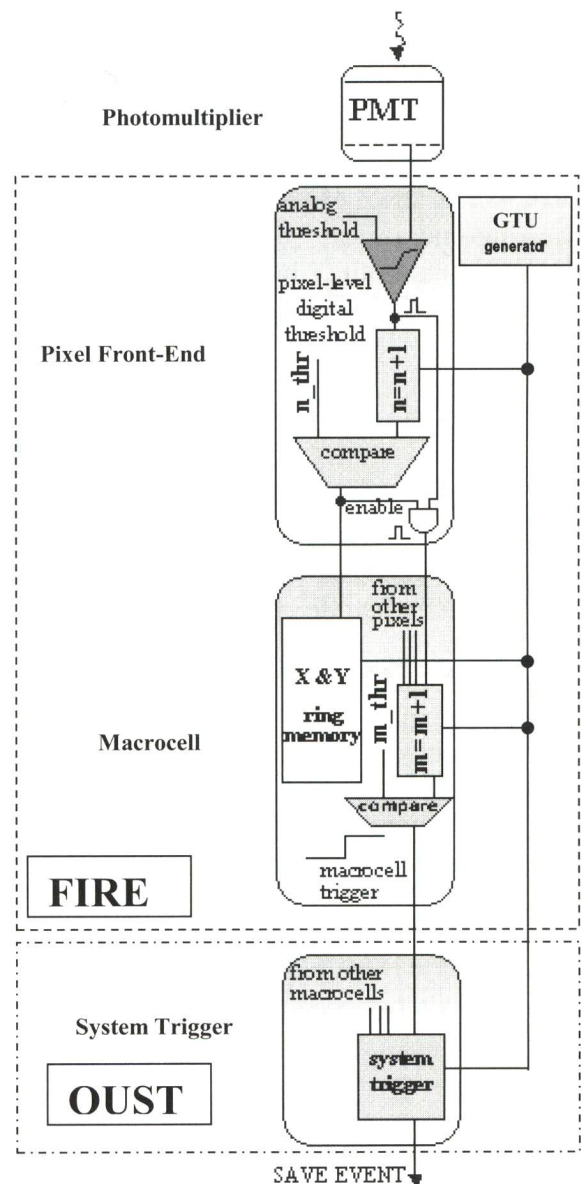 PMT
Photomultiplier
analog
threshold
GTU
generator
pixel-level
digital
threshold
Pixel Front-End
n_thr
n=n+1
compare
enable
from
other
pixels
X & Y
ring
memory
m_thr
m=m+1
Macrocell
compare
macrocell
trigger
FIRE
from other
macrocells
System Trigger
system
trigger
OUST
SAVE EVENT